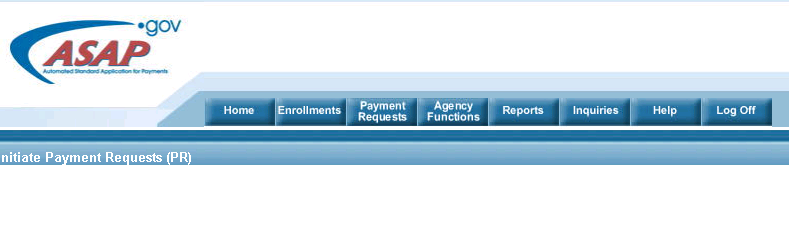 .gov
ASAP
Automated Standard Application for Payments
Home Enrollments Payment Requests Agency Functions Reports Inquiries Help Log Off
nitiate Payment Requests (PR)